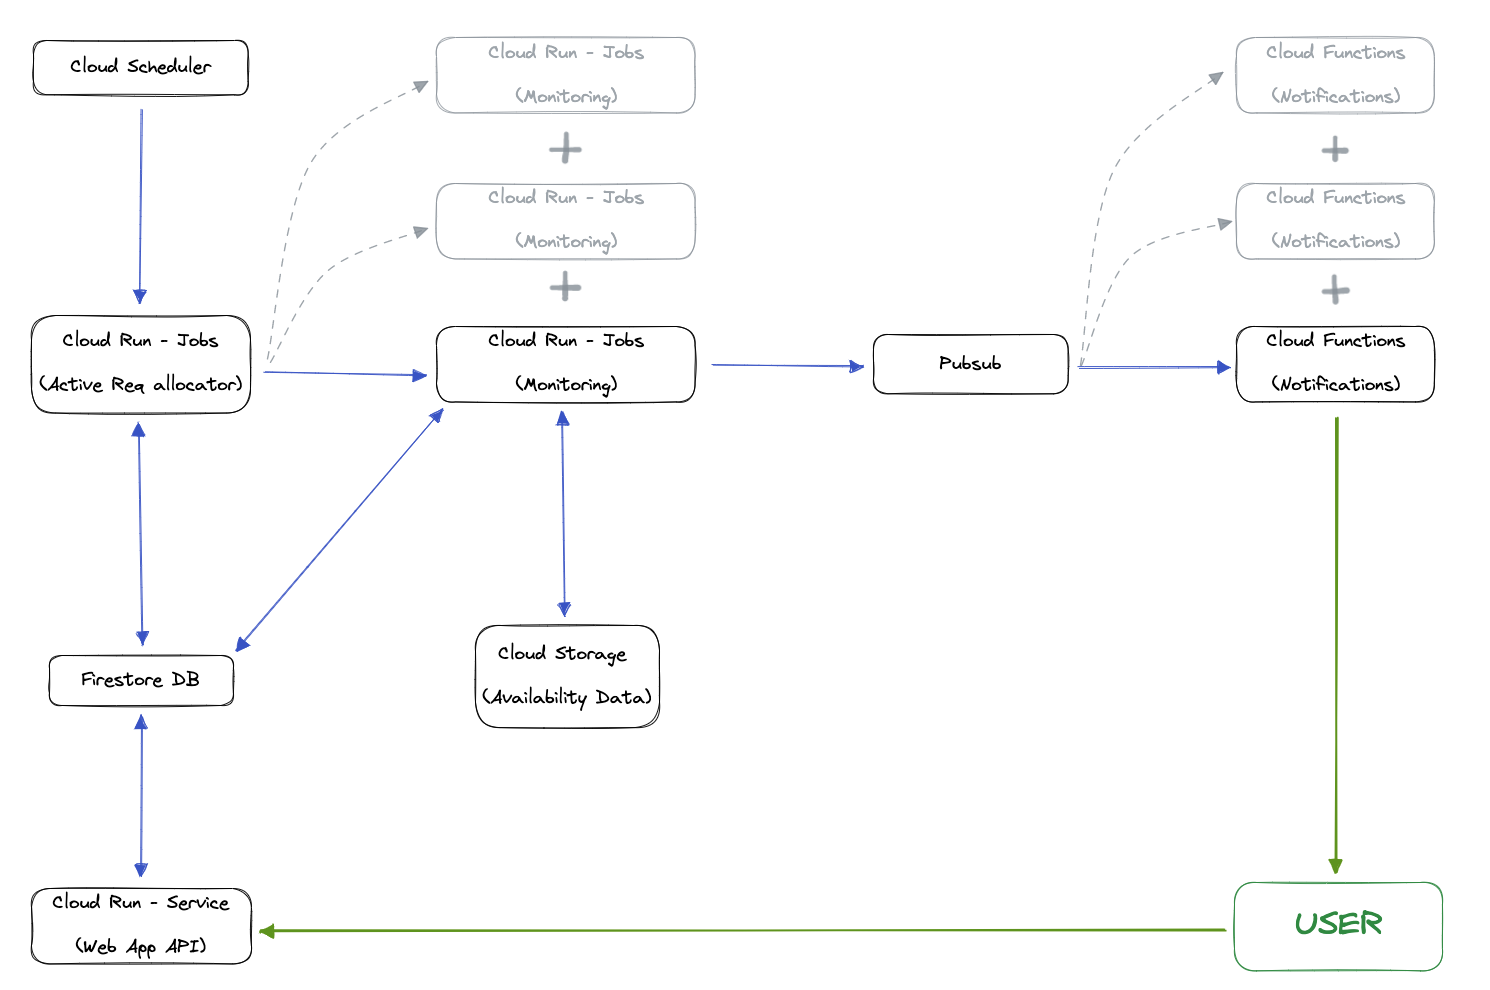 Cloud Scheduler
Cloud Run - Jobs
(Monitoring)
Cloud Functions
(Notifications)
+
+
Cloud Run - Jobs
(Monitoring)
Cloud Functions
(Notifications)
+
+
Cloud Run - Jobs
(Active Req allocator)
Cloud Run - Jobs
(Monitoring)
Pubsub
Cloud Functions
(Notifications)
Firestore DB
Cloud Storage
(Availability Data)
Cloud Run - Service
(Web App API)
USER